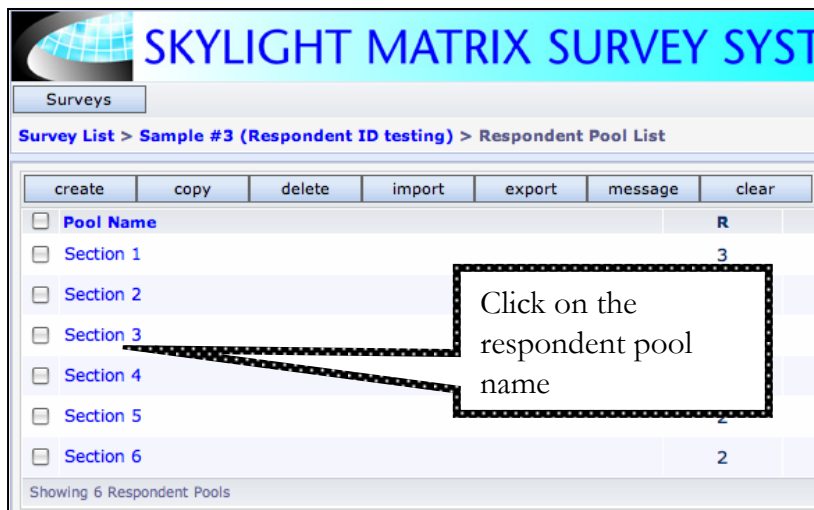 SKYLIGHT MATRIX SURVEY SYST
Surveys
Survey List > Sample #3 (Respondent ID testing) > Respondent Pool List
create copy delete import export message clear
Pool Name R
Section 1 3
Section 2
Section 3
Section 4
Section 5 2
Section 6 2
Click on the
respondent pool
name
Showing 6 Respondent Pools